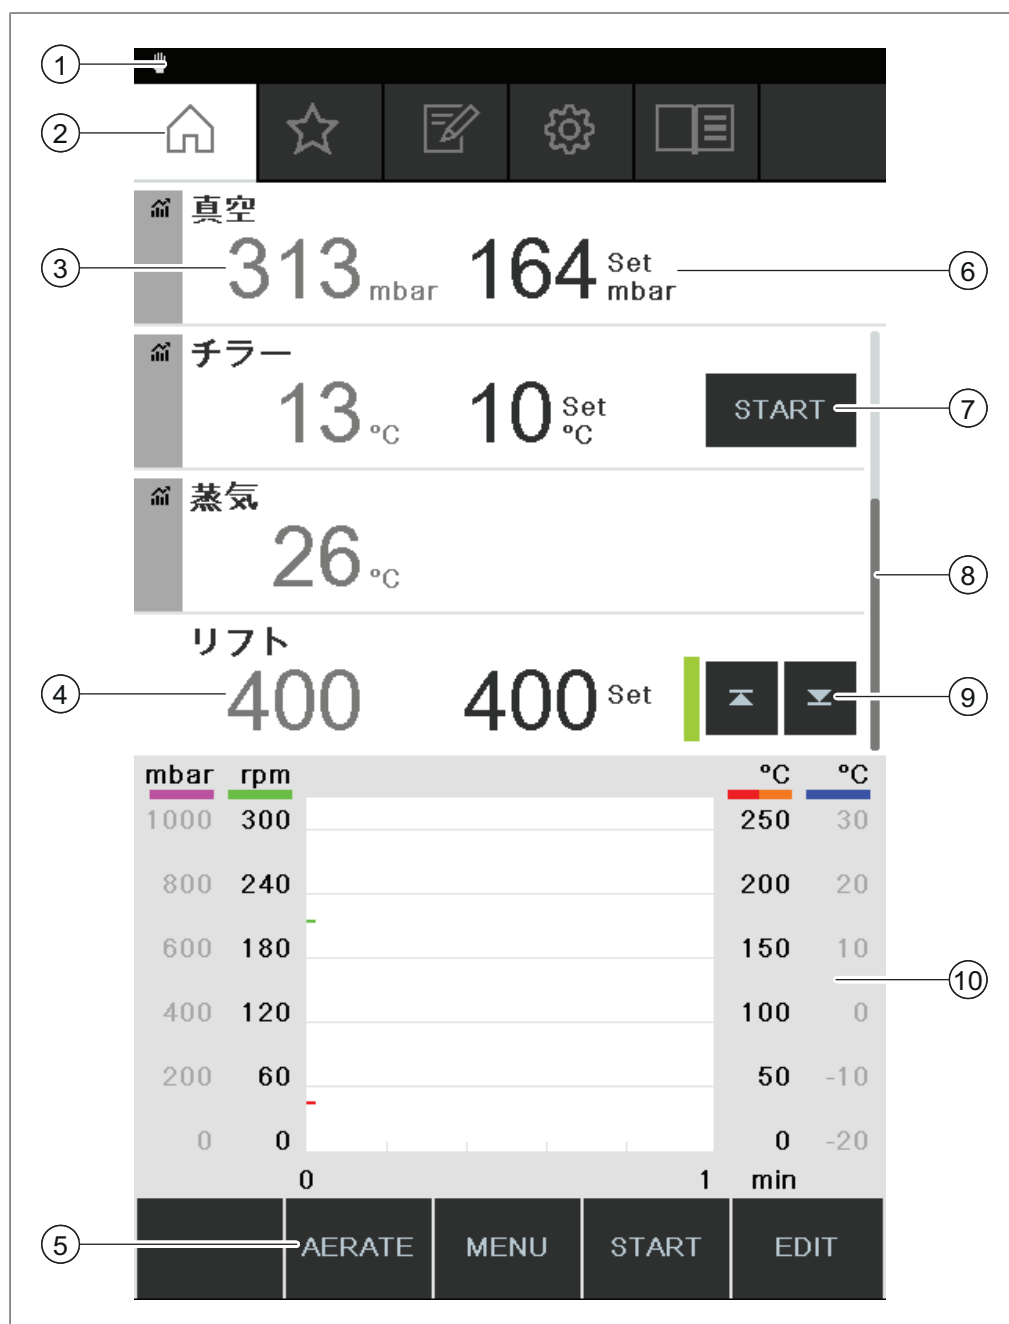 1
2
真空
3
313 mbar
164 Set mbar
6
チラー
13 °C
10 Set °C
START
7
蒸気
26 °C
8
リフト
4
400
400 Set
9
mbar rpm °C °C
1000 300 250 30
800 240 200 20
600 180 150 10
10
400 120 100 0
200 60 50 -10
0 0 0 -20
0 1 min
5
AERATE MENU START EDIT